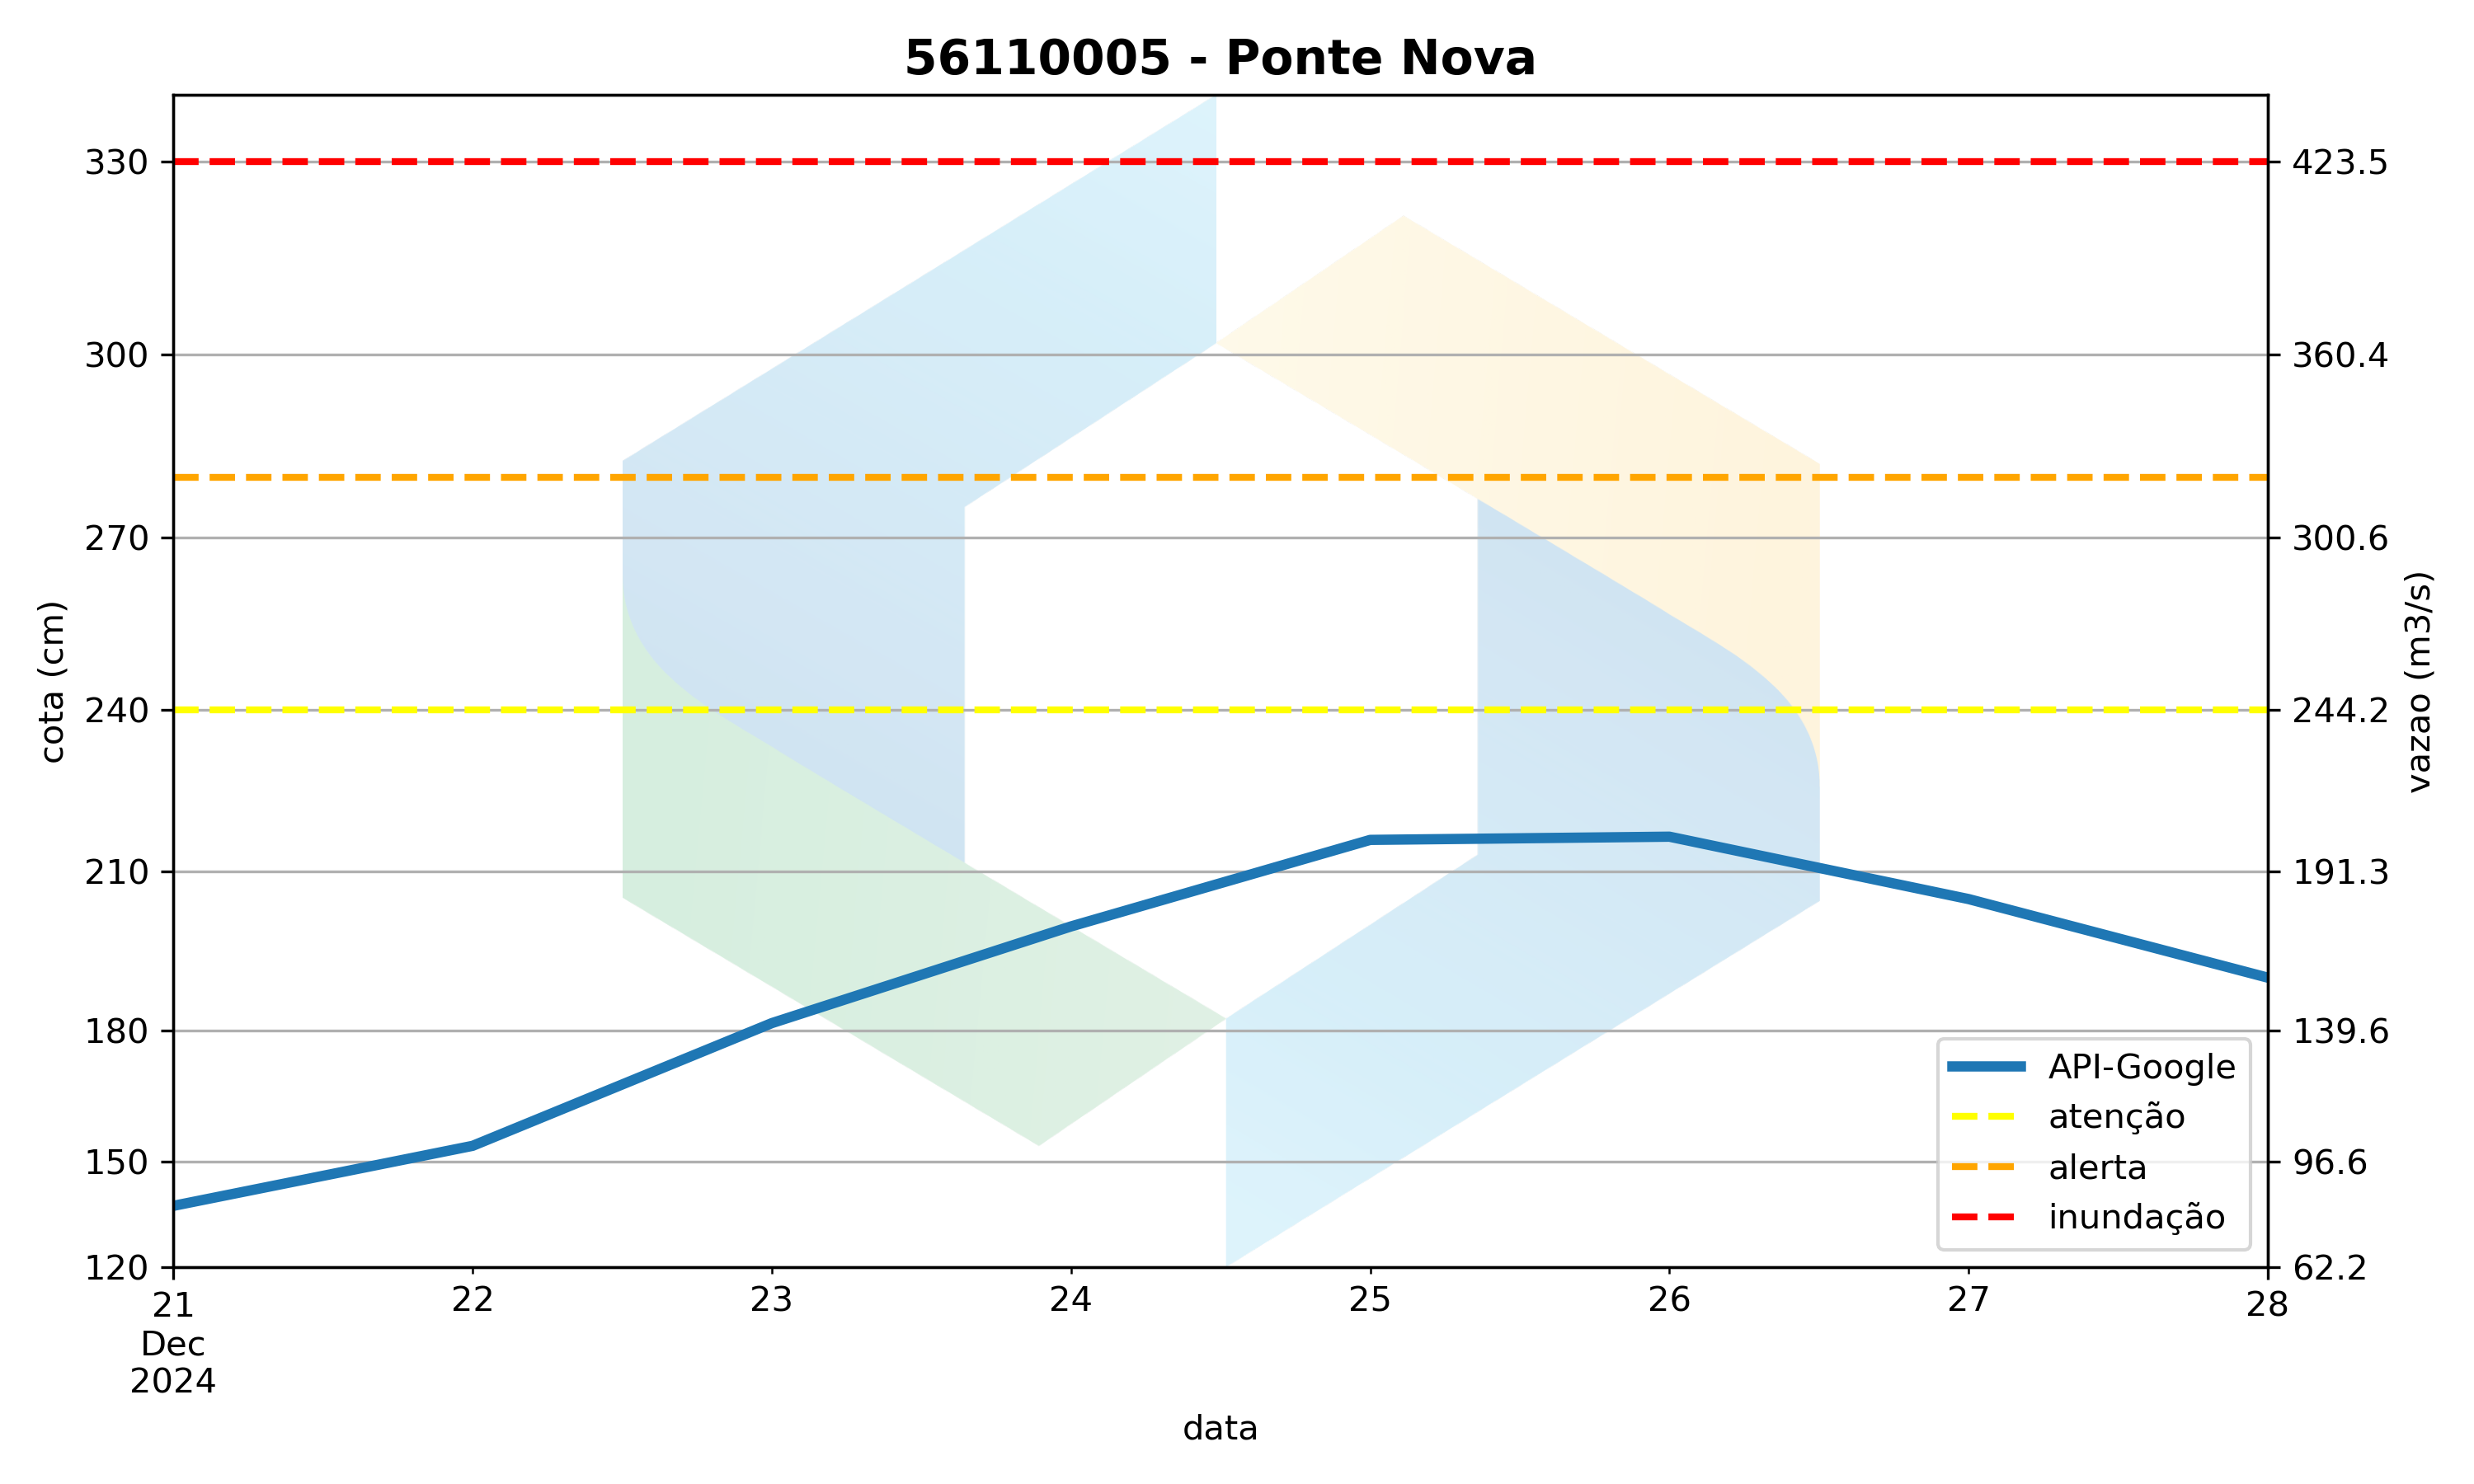 56110005 - Ponte Nova
330
300
270
240
210
180
150
120
cota (cm)
423.5
360.4
300.6
244.2
191.3
139.6
96.6
62.2
vazao (m3/s)
API-Google
atenção
alerta
inundação
21 22 23 24 25 26 27 28
Dec
2024
data